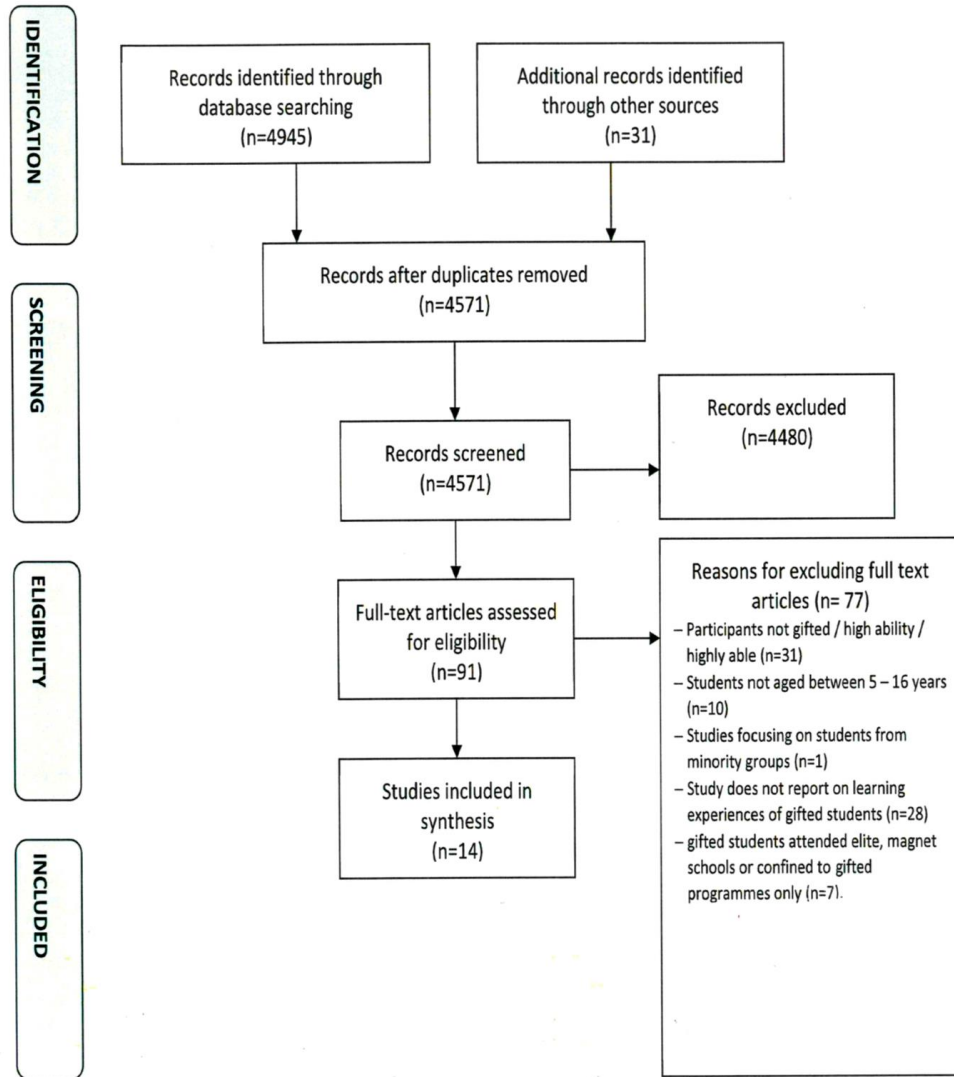 IDENTIFICATION
Records identified through
database searching
(n=4945)
Additional records identified
through other sources
(n=31)
Records after duplicates removed
(n=4571)
SCREENING
Records screened
(n=4571)
Records excluded
(n=4480)
ELIGIBILITY
Full-text articles assessed
for eligibility
(n=91)
Reasons for excluding full text
articles (n= 77)
– Participants not gifted / high ability /
highly able (n=31)
– Students not aged between 5 – 16 years
(n=10)
– Studies focusing on students from
minority groups (n=1)
– Study does not report on learning
experiences of gifted students (n=28)
– gifted students attended elite, magnet
schools or confined to gifted
programmes only (n=7).
INCLUDED
Studies included in
synthesis
(n=14)